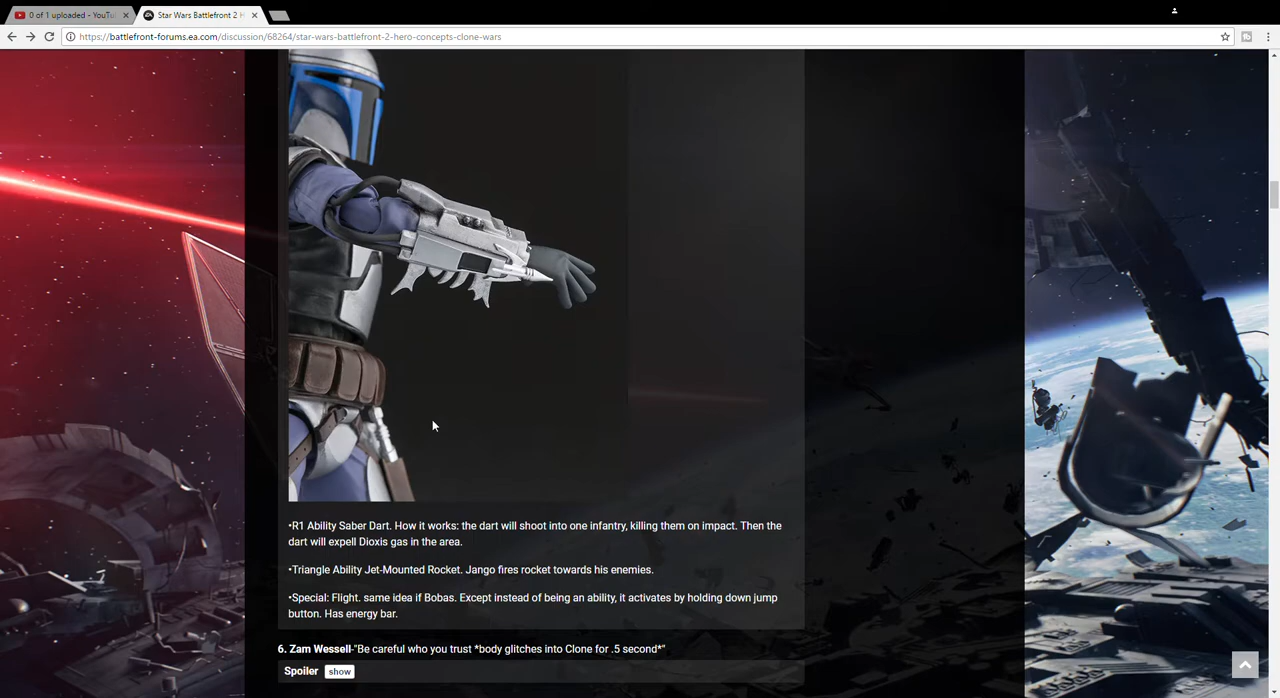 0 of 1 uploaded - YouTu
Star Wars Battlefront 2 H
https://battlefront-forums.ea.com/discussion/68264/star-wars-battlefront-2-hero-concepts-clone-wars
•R1 Ability Saber Dart. How it works: the dart will shoot into one infantry, killing them on impact. Then the
dart will expell Dioxis gas in the area.
•Triangle Ability Jet-Mounted Rocket. Jango fires rocket towards his enemies.
•Special: Flight. same idea if Bobas. Except instead of being an ability, it activates by holding down jump
button. Has energy bar.
6. Zam Wessell-"Be careful who you trust *body glitches into Clone for .5 second*"
Spoiler show